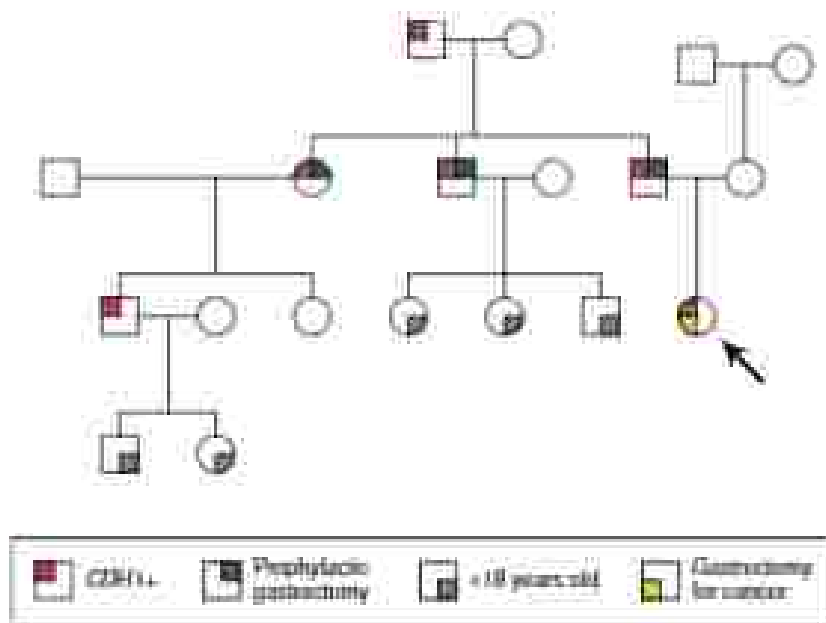 CDH1+
Prophylactic
gastrectomy
<18 years old
Gastrectomy
for cancer